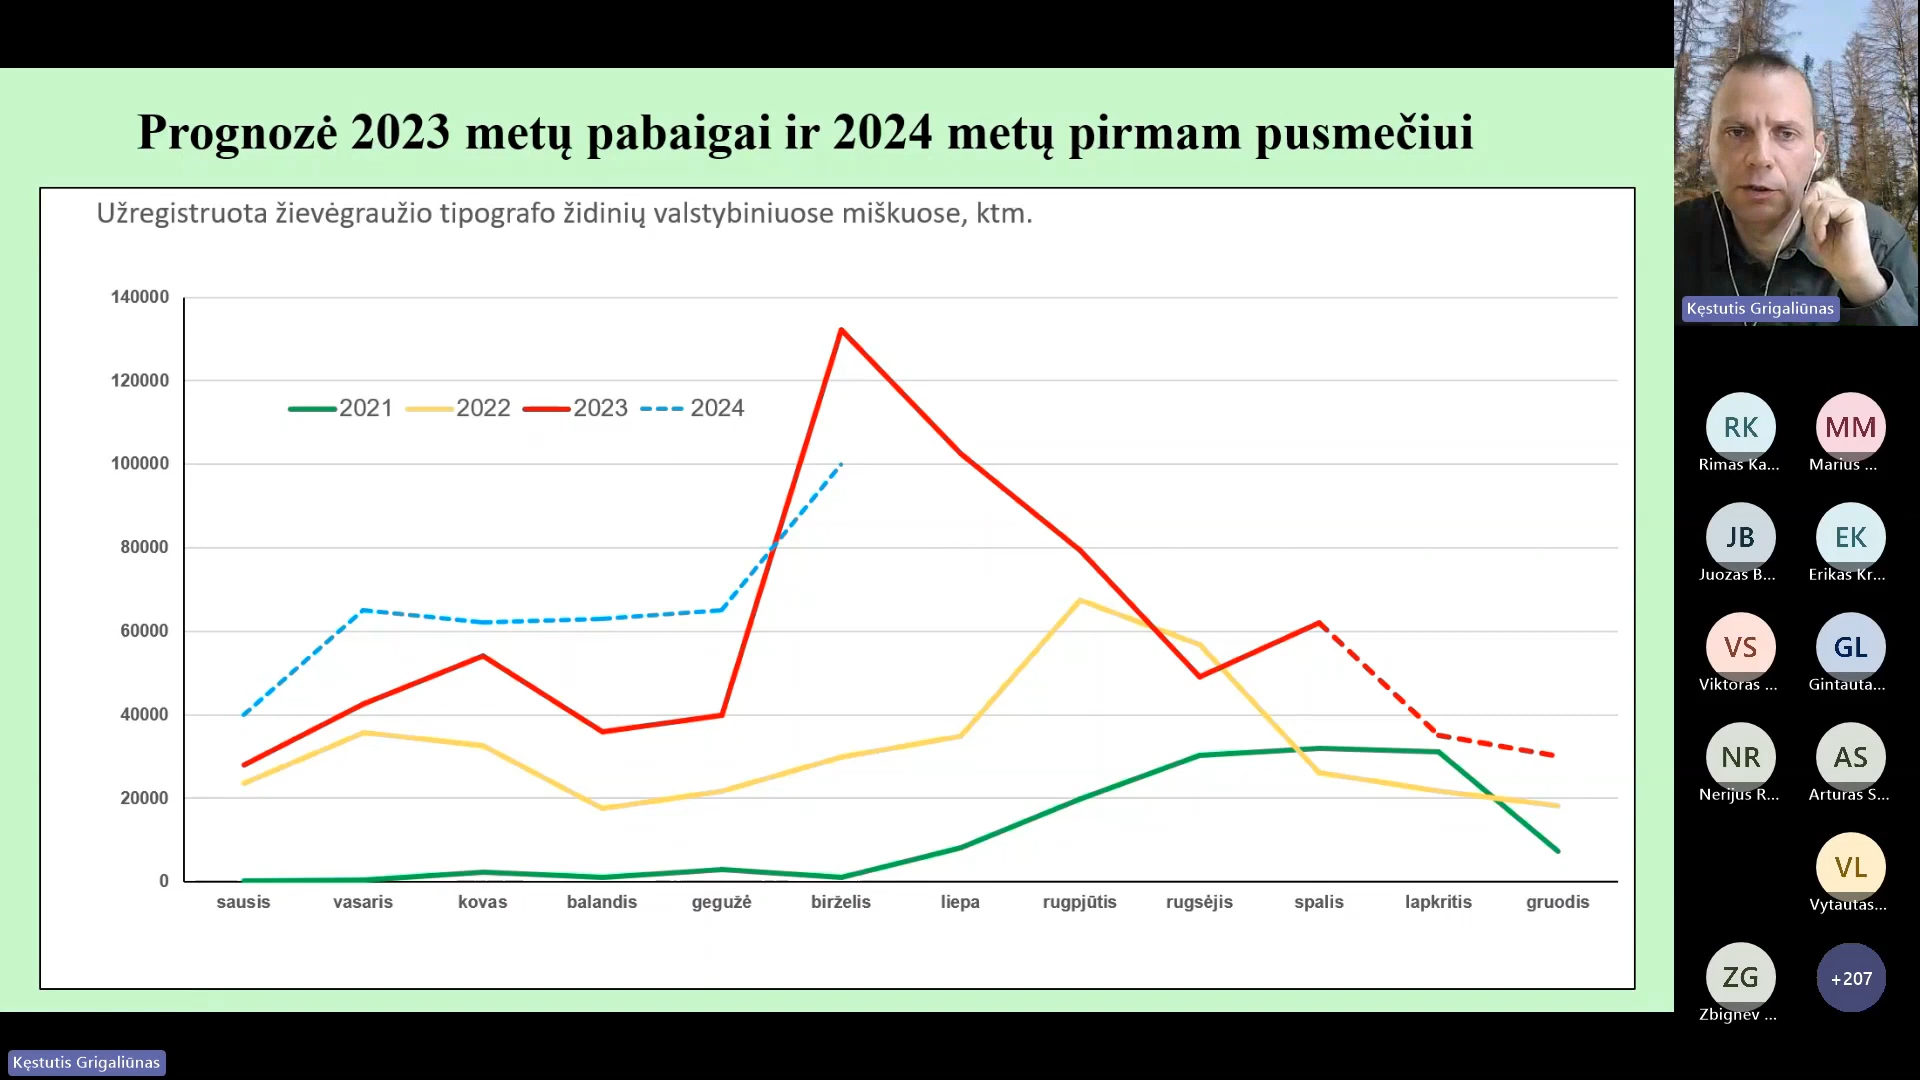 Prognozė 2023 metų pabaigai ir 2024 metų pirmam pusmečiui
Užregistruota žievėgraužio tipografo židinių valstybiniuose miškuose, ktm.
140000
120000
100000
80000
60000
40000
20000
0
2021 2022 2023 2024
sausis vasaris kovas balandis gegužė birželis liepa rugpjūtis rugsėjis spalis lapkritis gruodis
Kęstutis Grigaliūnas
RK MM
Rimas Ka... Marius ...
JB EK
Juozas B... Erikas Kr...
VS GL
Viktoras ... Gintauta...
NR AS
Nerijus R... Arturas S...
VL
Vytautas...
ZG +207
Zbignev ...
Kęstutis Grigaliūnas